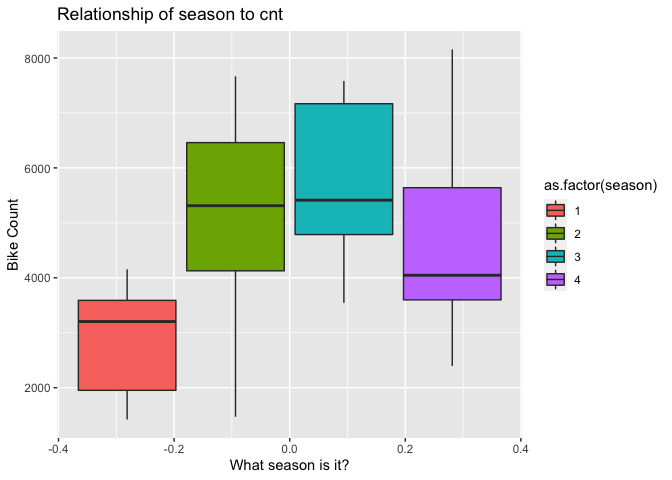 Relationship of season to cnt
8000
6000
4000
2000
Bike Count
-0.4 -0.2 0.0 0.2 0.4
What season is it?
as.factor(season)
1
2
3
4